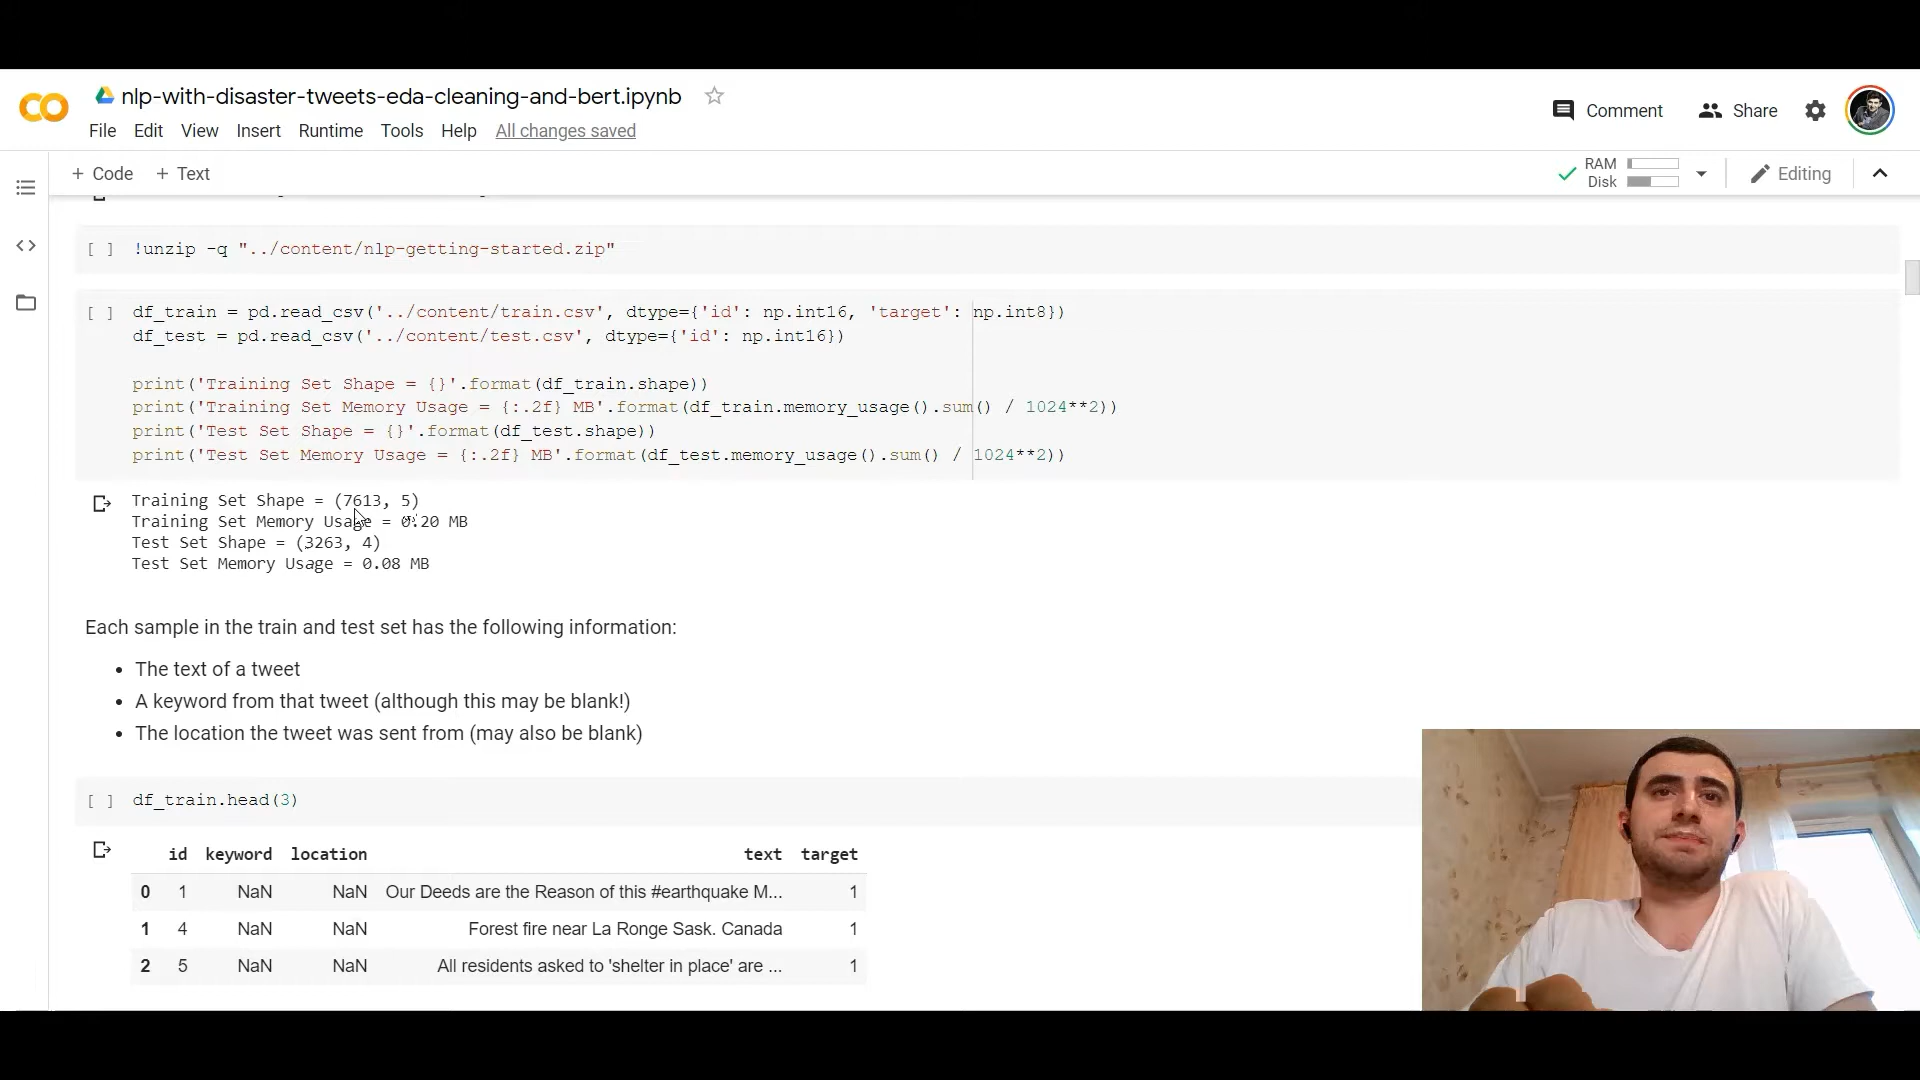 nlp-with-disaster-tweets-eda-cleaning-and-bert.ipynb
Comment
Share
File Edit View Insert Runtime Tools Help All changes saved
+ Code + Text
RAM
Disk
Editing
[ ] !unzip -q "../content/nlp-getting-started.zip"
[ ] df_train = pd.read_csv('../content/train.csv', dtype={'id': np.int16, 'target': np.int8})
df_test = pd.read_csv('../content/test.csv', dtype={'id': np.int16})
print('Training Set Shape = {}'.format(df_train.shape))
print('Training Set Memory Usage = {:.2f} MB'.format(df_train.memory_usage().sum() / 1024**2))
print('Test Set Shape = {}'.format(df_test.shape))
print('Test Set Memory Usage = {:.2f} MB'.format(df_test.memory_usage().sum() / 1024**2))
Training Set Shape = (7613, 5)
Training Set Memory Usage = 0.20 MB
Test Set Shape = (3263, 4)
Test Set Memory Usage = 0.08 MB
Each sample in the train and test set has the following information:
• The text of a tweet
• A keyword from that tweet (although this may be blank!)
• The location the tweet was sent from (may also be blank)
[ ] df_train.head(3)
id keyword location text target
0 1 NaN NaN Our Deeds are the Reason of this #earthquake M... 1
1 4 NaN NaN Forest fire near La Ronge Sask. Canada 1
2 5 NaN NaN All residents asked to 'shelter in place' are ... 1